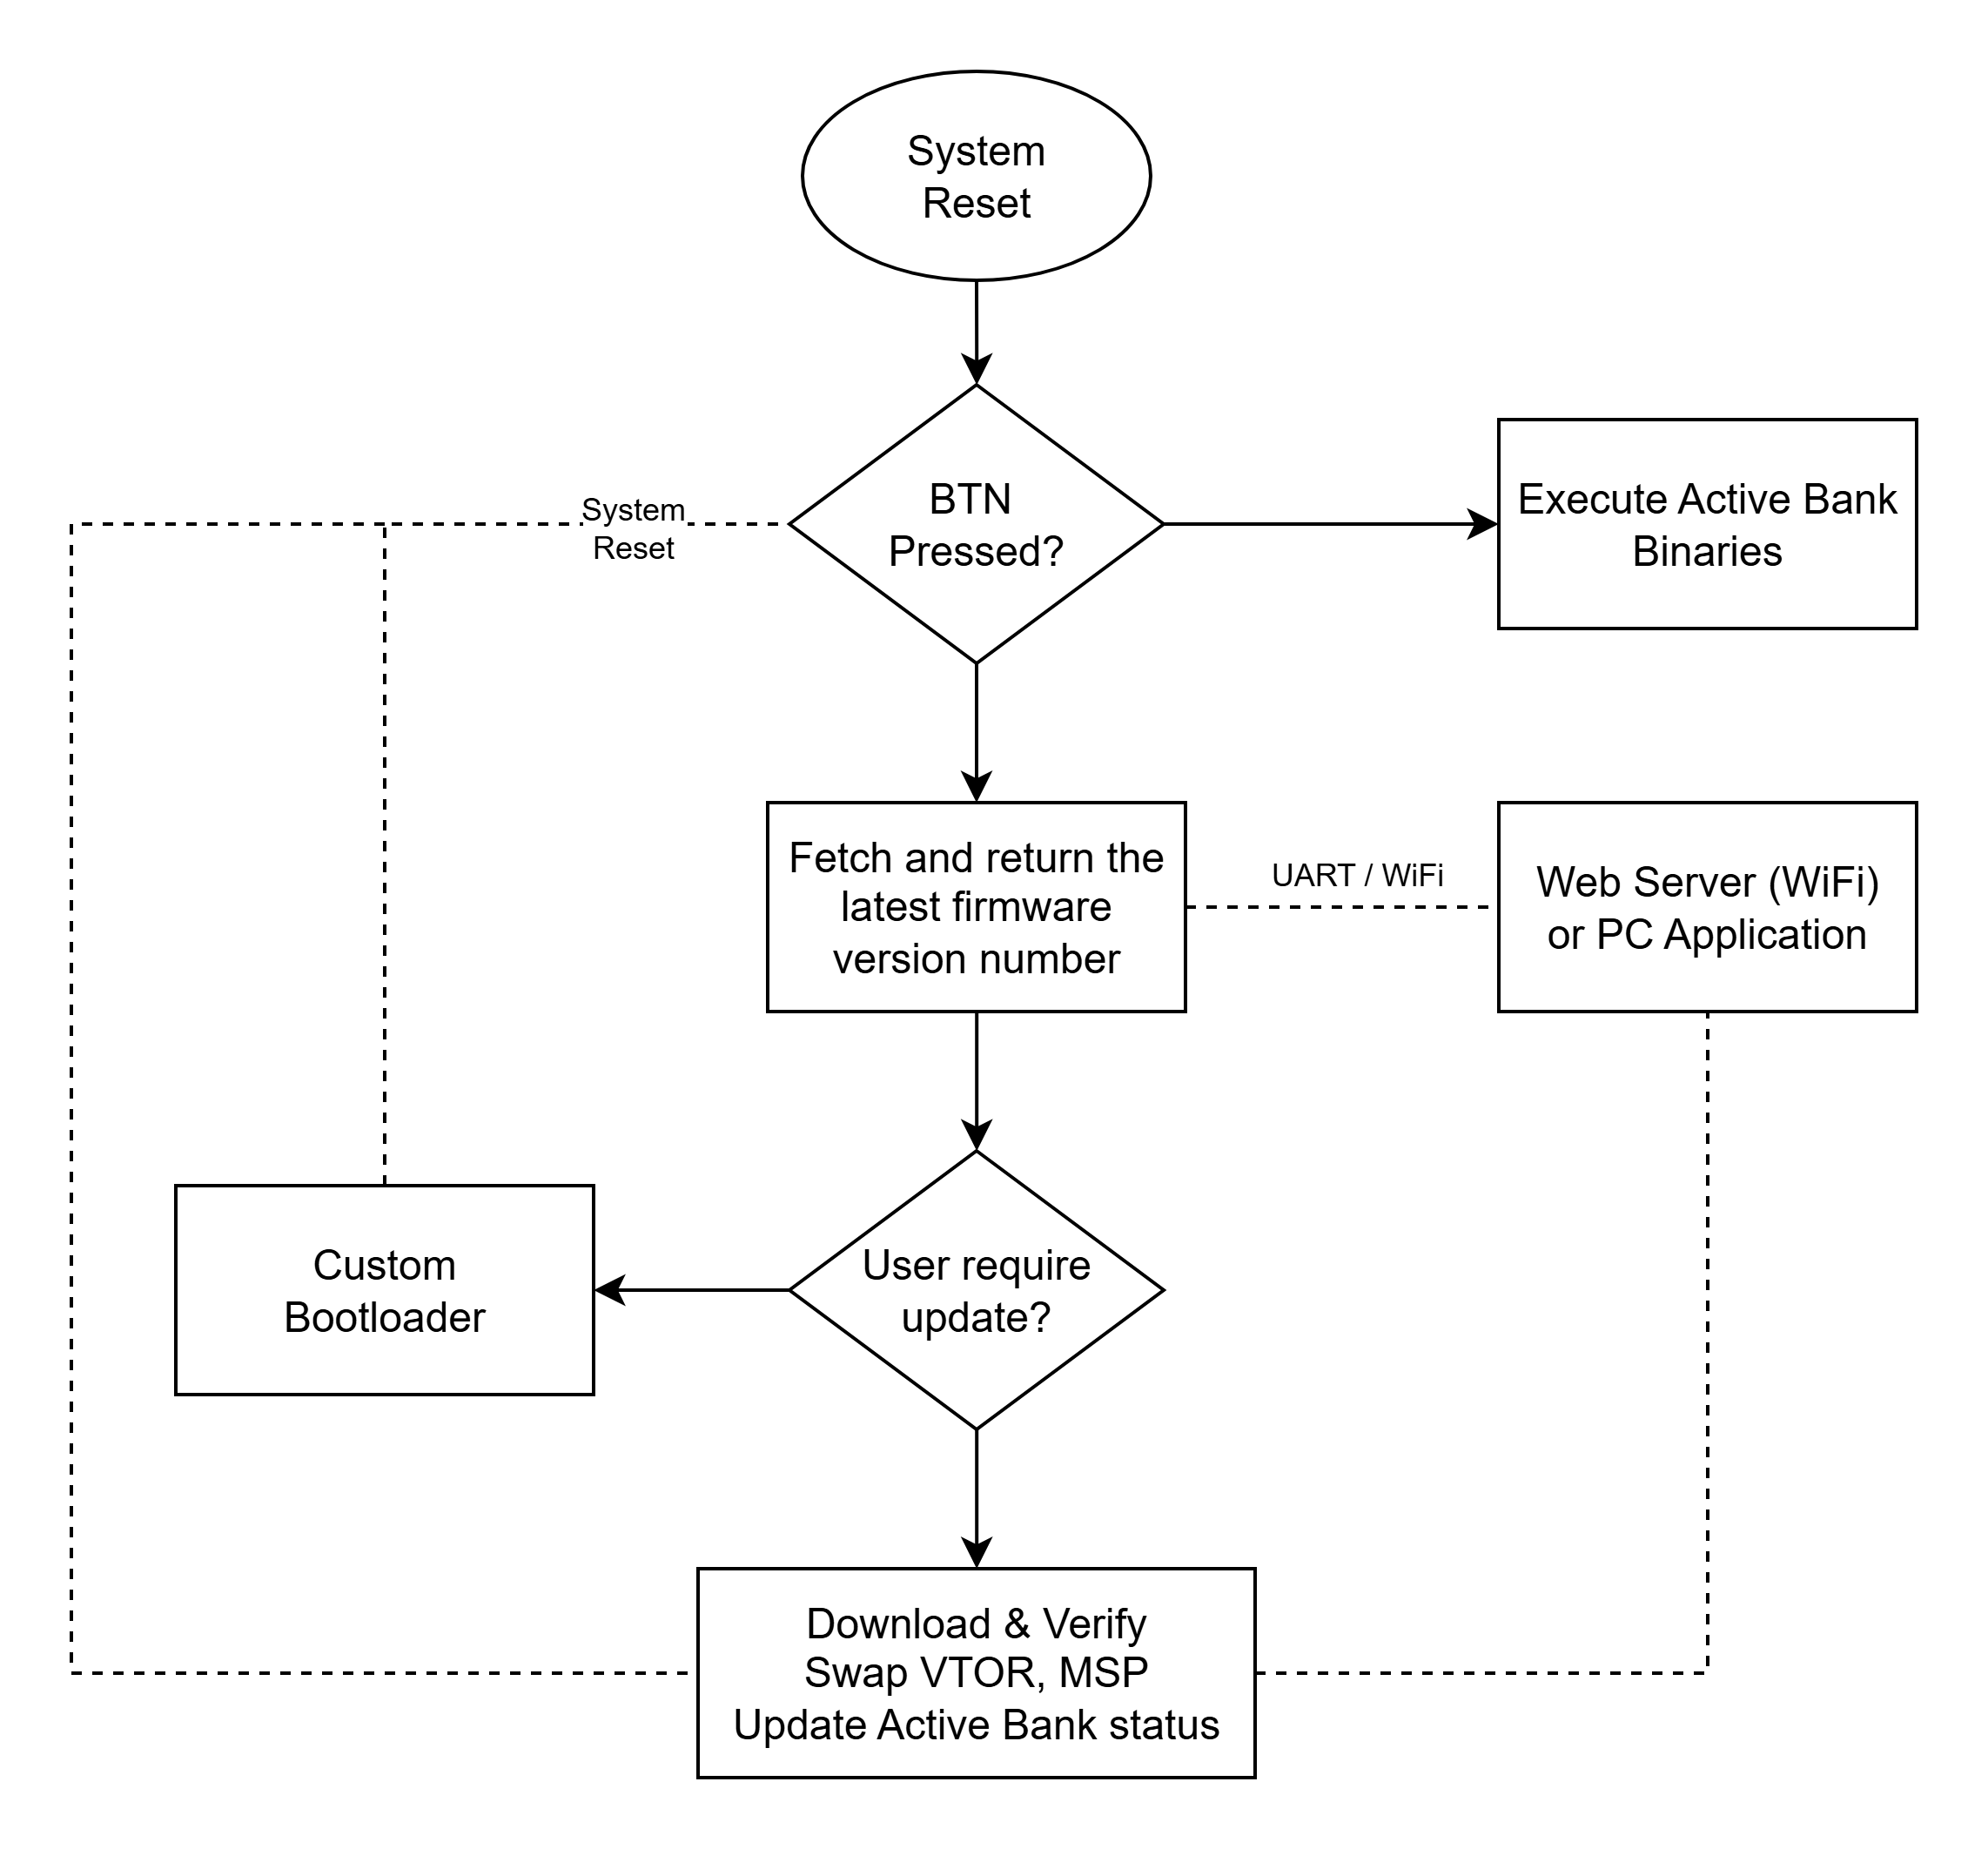 System
Reset
BTN
Pressed?
Execute Active Bank
Binaries
System
Reset
Fetch and return the
latest firmware
version number
UART / WiFi
Web Server (WiFi)
or PC Application
Custom
Bootloader
User require
update?
Download & Verify
Swap VTOR, MSP
Update Active Bank status